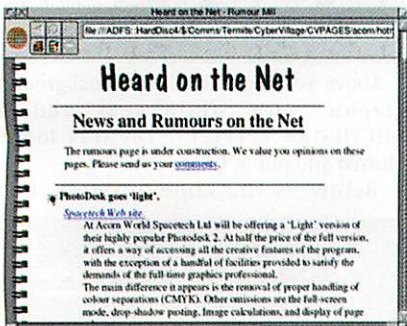 Heard on the Net - Rumour Mill
file:/ADFS::HardDisc4/$/Comms/Termite/CyberVillage/CVPAGES/acorn
Heard on the Net
News and Rumours on the Net
The rumours page is under construction. We value you opinions on these
pages. Please send us your comments.
PhotoDesk goes 'light'.
Spacetech Web site.
At Acorn World Spacetech Ltd will be offering a 'Light' version of
their highly popular Photodesk 2. At half the price of the full version,
it offers a way of accessing all the creative features of the program,
with the exception of a handful of facilities provided to satisfy the
demands of the full-time graphics professional.
The main difference it appears is the removal of proper handling of
colour separations (CMYK). Other omissions are the full-screen
mode, drop-shadow pasting, Image calculations, and display of page